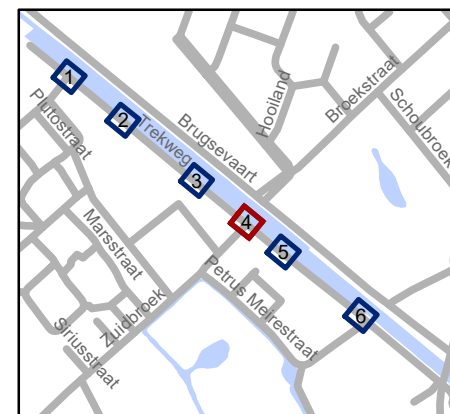 Hooiland
Broekstraat
Schoubroek
1
Plutostraat
2
Trekweg
Brugsevaart
3
4
Marsstraat
5
Petrus Meirestraat
Zuidbroek
6
Siriusstraat